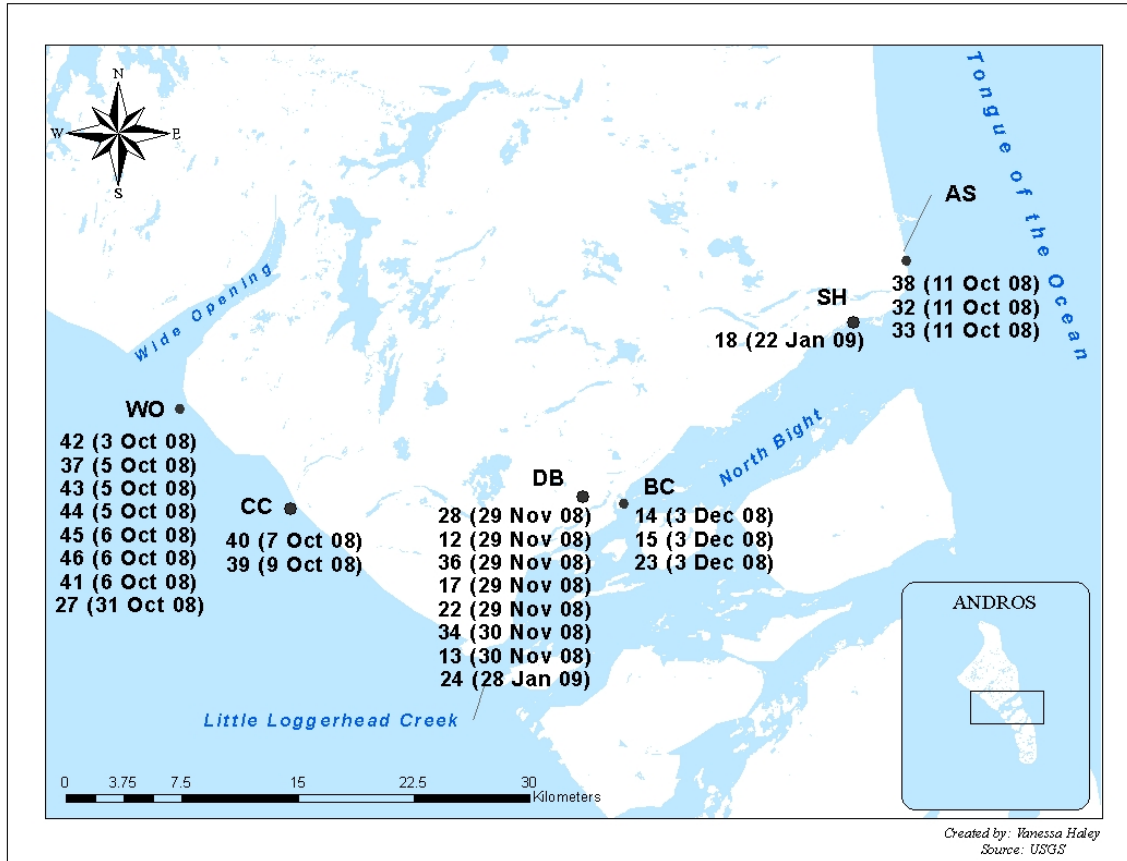 N
W E
S
Tongue of the Ocean
AS
38 (11 Oct 08)
32 (11 Oct 08)
33 (11 Oct 08)
SH
18 (22 Jan 09)
Wide Opening
WO
42 (3 Oct 08)
37 (5 Oct 08)
43 (5 Oct 08)
44 (5 Oct 08)
45 (6 Oct 08)
46 (6 Oct 08)
41 (6 Oct 08)
27 (31 Oct 08)
CC
40 (7 Oct 08)
39 (9 Oct 08)
DB
28 (29 Nov 08)
12 (29 Nov 08)
36 (29 Nov 08)
17 (29 Nov 08)
22 (29 Nov 08)
34 (30 Nov 08)
13 (30 Nov 08)
24 (28 Jan 09)
BC
14 (3 Dec 08)
15 (3 Dec 08)
23 (3 Dec 08)
North Bight
Little Loggerhead Creek
ANDROS
0 3.75 7.5 15 22.5 30
Kilometers
Created by: Vanessa Haley
Source: USGS